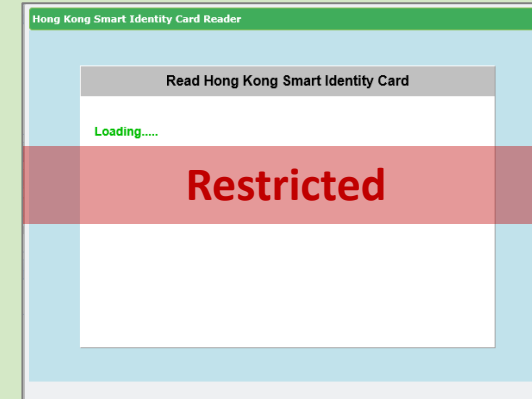 Hong Kong Smart Identity Card Reader
Read Hong Kong Smart Identity Card
Loading.....
Restricted